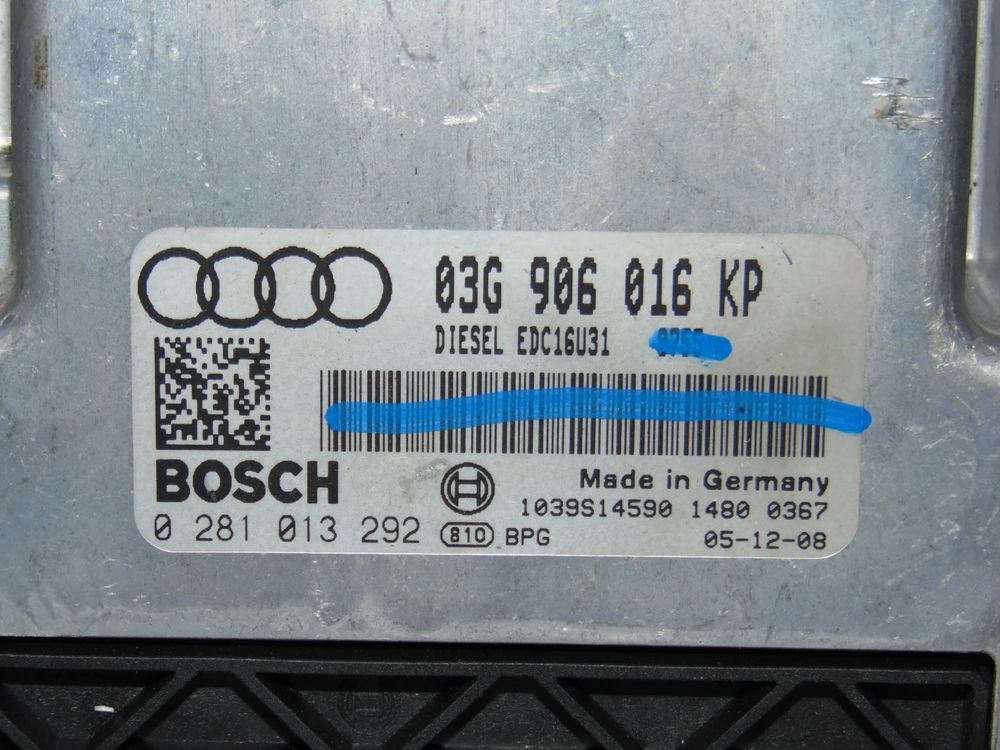 03G 906 016 KP
DIESEL EDC16U31
BOSCH
Made in Germany
1039S14590 1480 0367
0 281 013 292 810 BPG 05-12-08